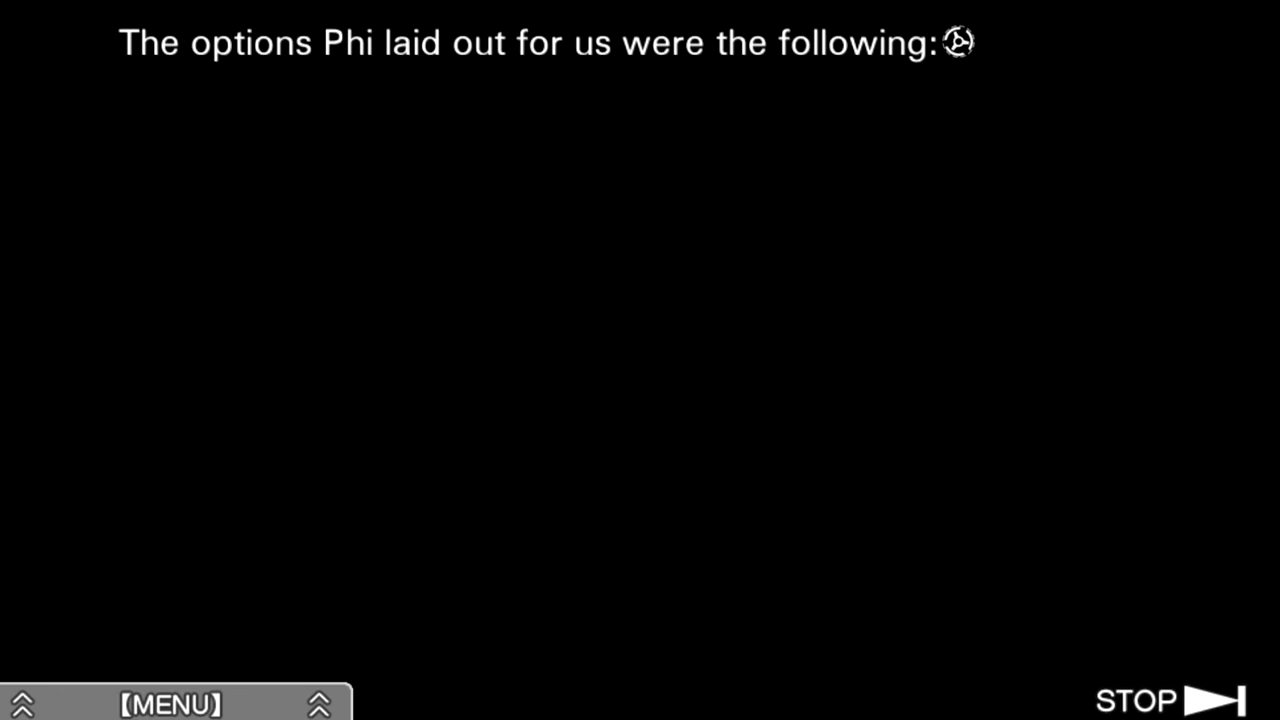 The options Phi laid out for us were the following:
【MENU】
STOP